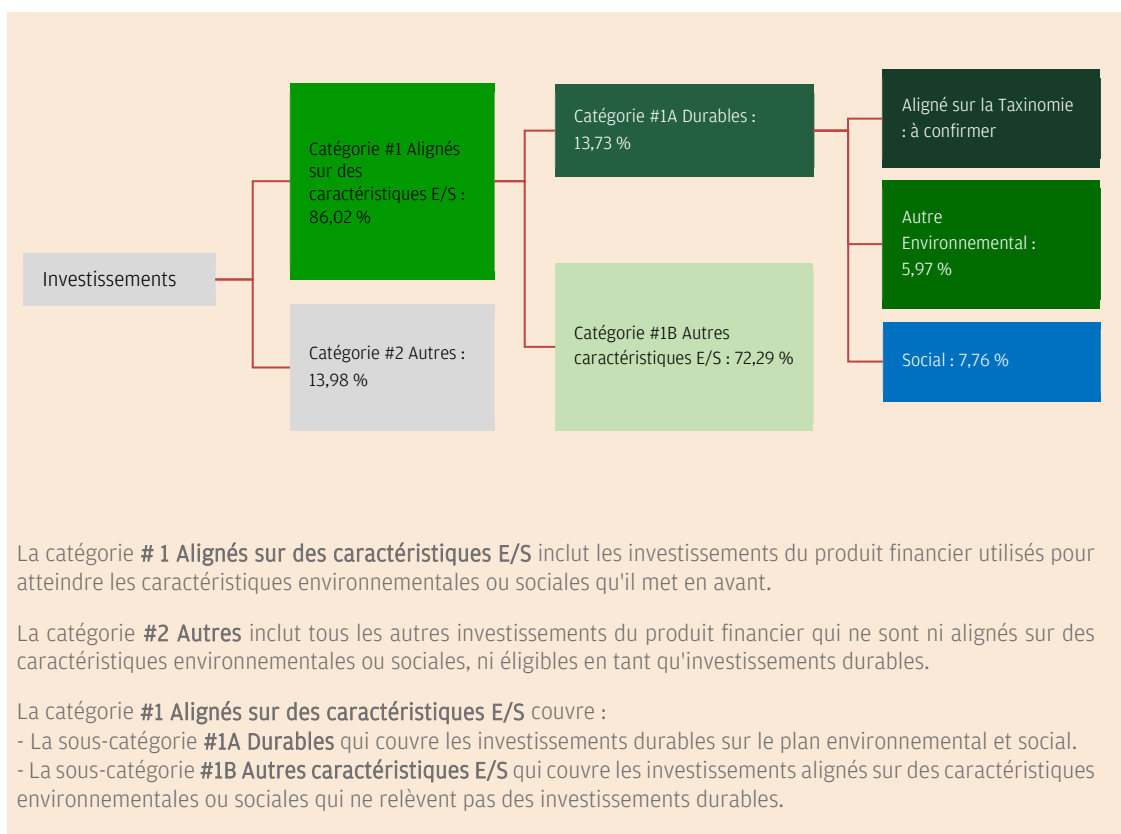 Investissements
Catégorie #1 Alignés
sur des
caractéristiques E/S :
86,02 %
Catégorie #2 Autres :
13,98 %
Catégorie #1A Durables :
13,73 %
Catégorie #1B Autres
caractéristiques E/S : 72,29 %
Aligné sur la Taxinomie
: à confirmer
Autre
Environnemental :
5,97 %
Social : 7,76 %
La catégorie # 1 Alignés sur des caractéristiques E/S inclut les investissements du produit financier utilisés pour
atteindre les caractéristiques environnementales ou sociales qu'il met en avant.
La catégorie #2 Autres inclut tous les autres investissements du produit financier qui ne sont ni alignés sur des
caractéristiques environnementales ou sociales, ni éligibles en tant qu'investissements durables.
La catégorie #1 Alignés sur des caractéristiques E/S couvre :
- La sous-catégorie #1A Durables qui couvre les investissements durables sur le plan environnemental et social.
- La sous-catégorie #1B Autres caractéristiques E/S qui couvre les investissements alignés sur des caractéristiques
environnementales ou sociales qui ne relèvent pas des investissements durables.